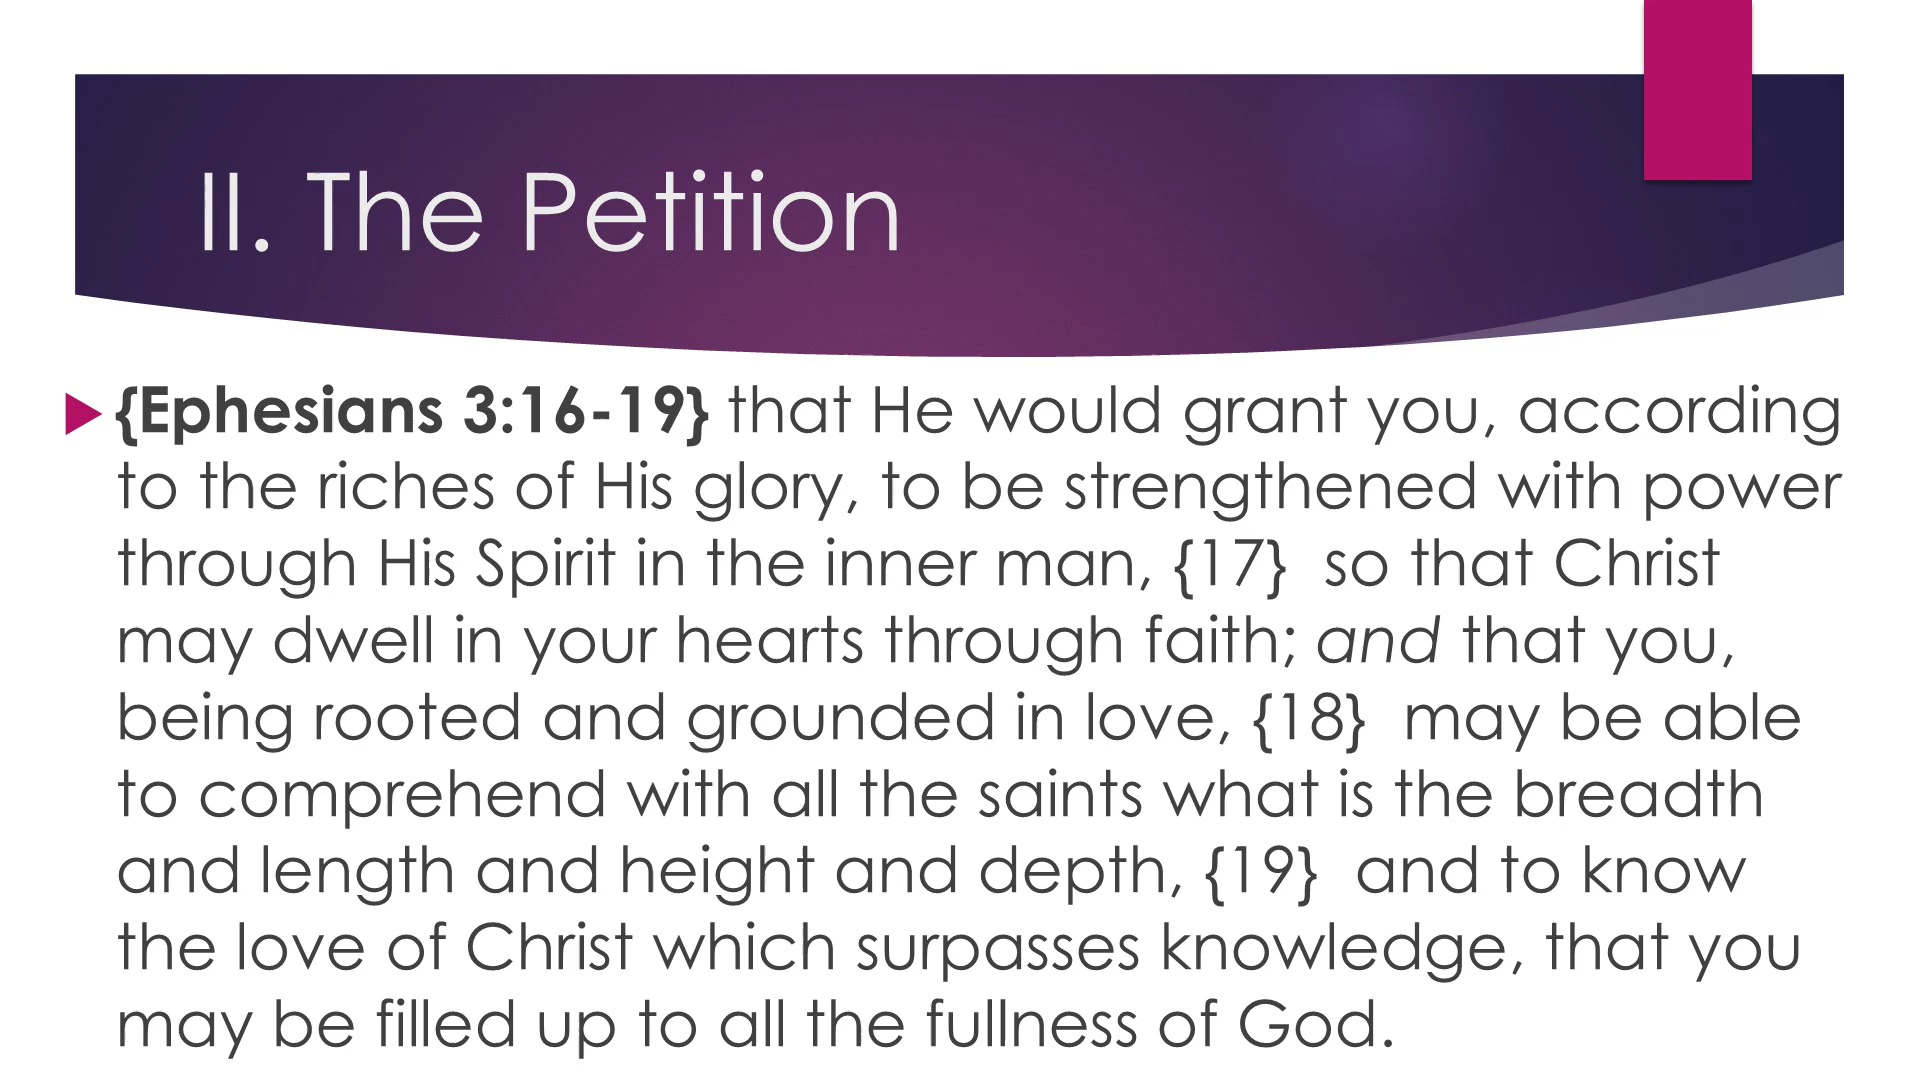 II. The Petition
{Ephesians 3:16-19} that He would grant you, according
to the riches of His glory, to be strengthened with power
through His Spirit in the inner man, {17}  so that Christ
may dwell in your hearts through faith; and that you,
being rooted and grounded in love, {18}  may be able
to comprehend with all the saints what is the breadth
and length and height and depth, {19}  and to know
the love of Christ which surpasses knowledge, that you
may be filled up to all the fullness of God.